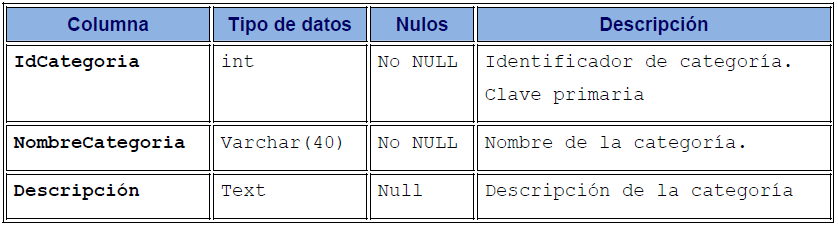 Columna Tipo de datos Nulos Descripción
IdCategoria int No NULL Identificador de categoría.
Clave primaria
NombreCategoria Varchar(40) No NULL Nombre de la categoría.
Descripción Text Null Descripción de la categoría